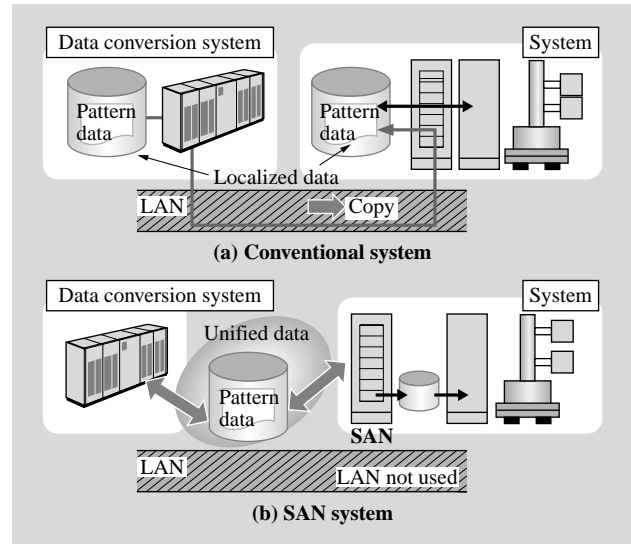 Data conversion system
System
Pattern
data
Pattern
data
Localized data
LAN
Copy
(a) Conventional system
Data conversion system
System
Unified data
Pattern
data
SAN
LAN
LAN not used
(b) SAN system